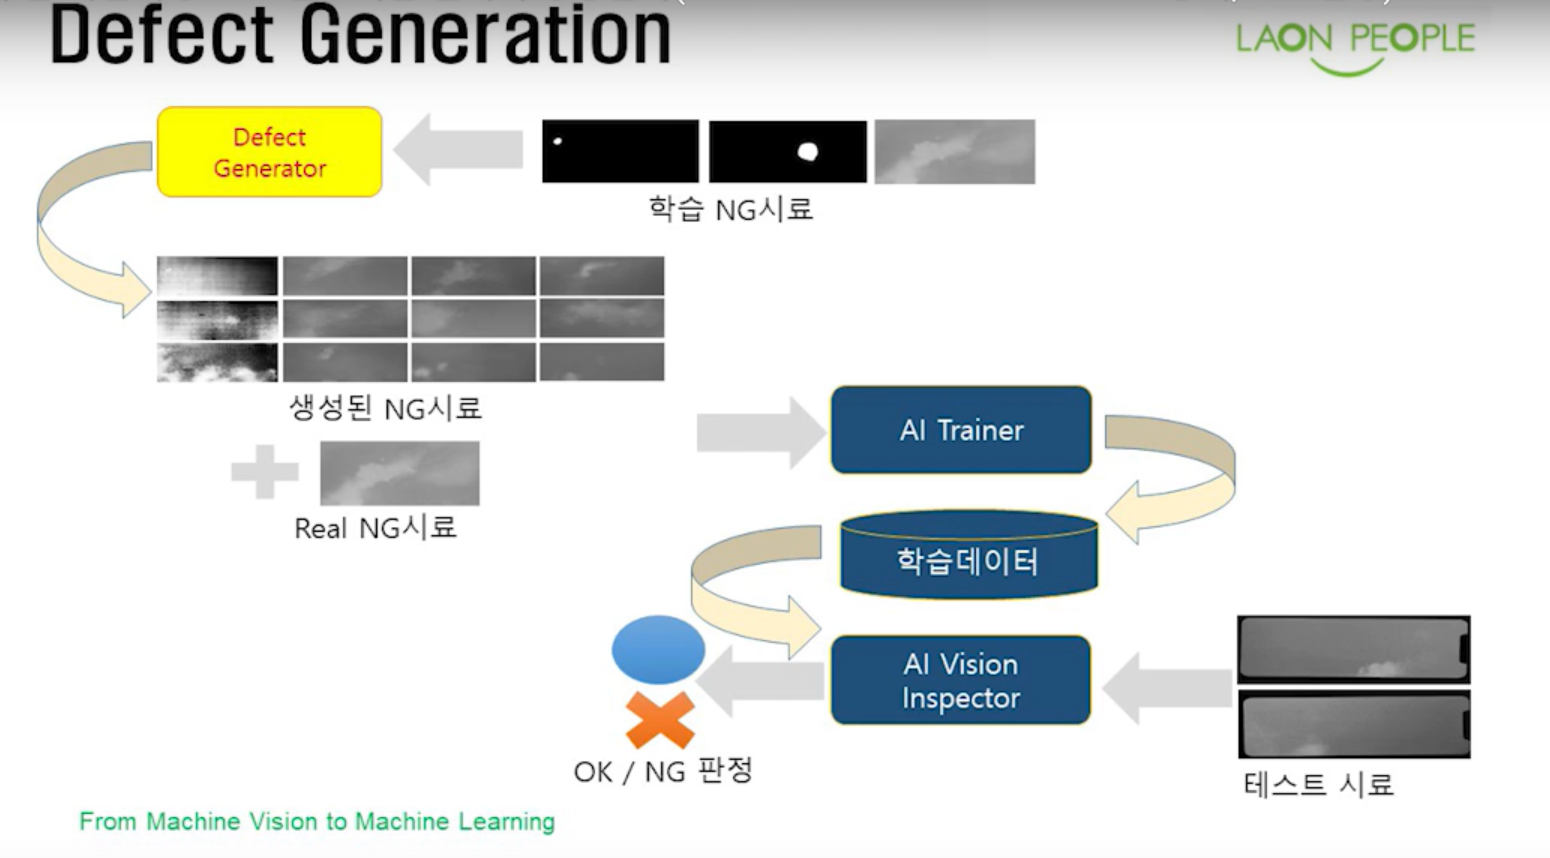 Defect Generation
LAON PEOPLE
Defect
Generator
학습 NG시료
생성된 NG시료
AI Trainer
Real NG시료
학습데이터
AI Vision
Inspector
OK / NG 판정
테스트 시료
From Machine Vision to Machine Learning